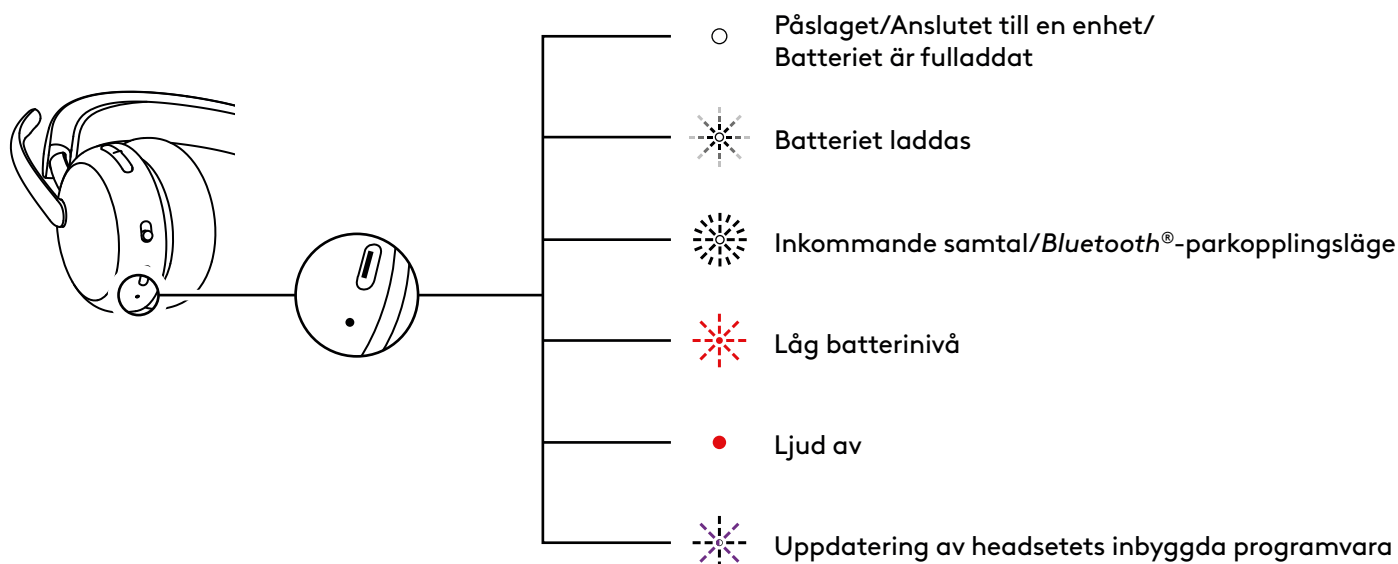 Påslaget/Anslutet till en enhet/
Batteriet är fulladdat
Batteriet laddas
Inkommande samtal/Bluetooth®-parkopplingsläge
Låg batterinivå
Ljud av
Uppdatering av headsetets inbyggda programvara